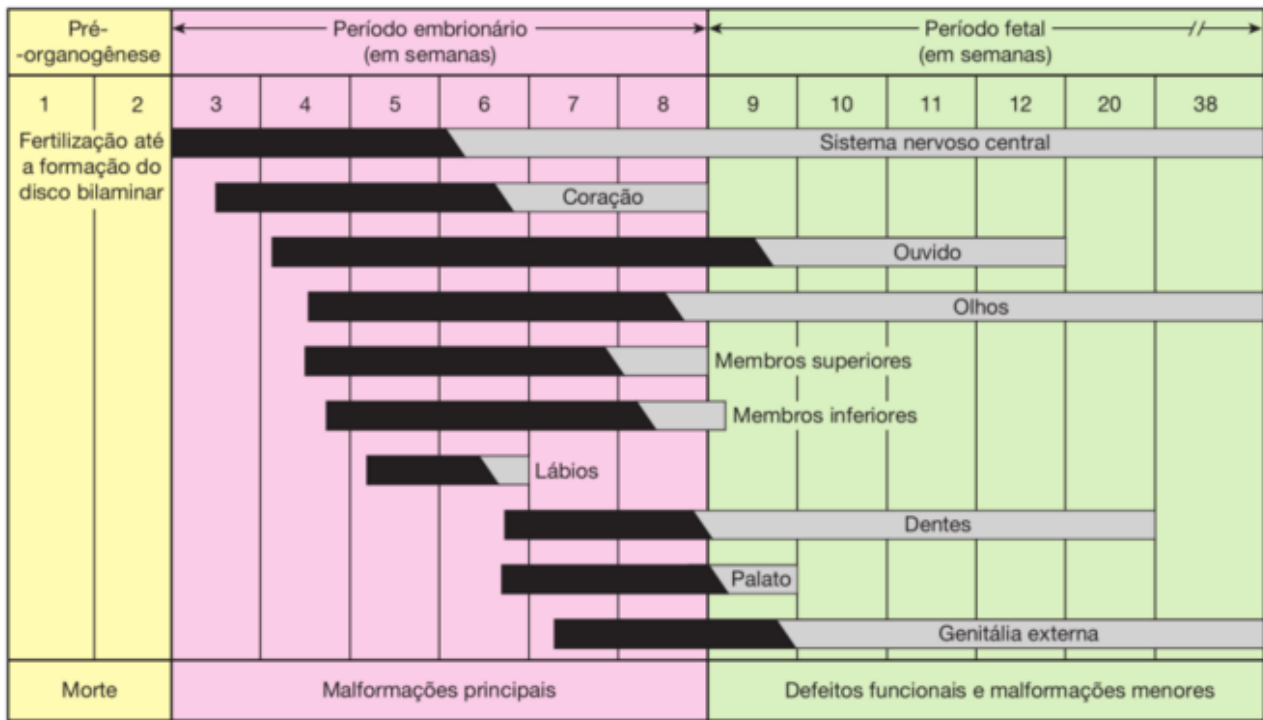 Pré-
-organogênese
Período embrionário
(em semanas)
Período fetal
(em semanas)
1 2 3 4 5 6 7 8 9 10 11 12 20 38
Fertilização até
a formação do
disco bilaminar
Sistema nervoso central
Coração
Ouvido
Olhos
Membros superiores
Membros inferiores
Lábios
Dentes
Palato
Genitália externa
Morte
Malformações principais
Defeitos funcionais e malformações menores